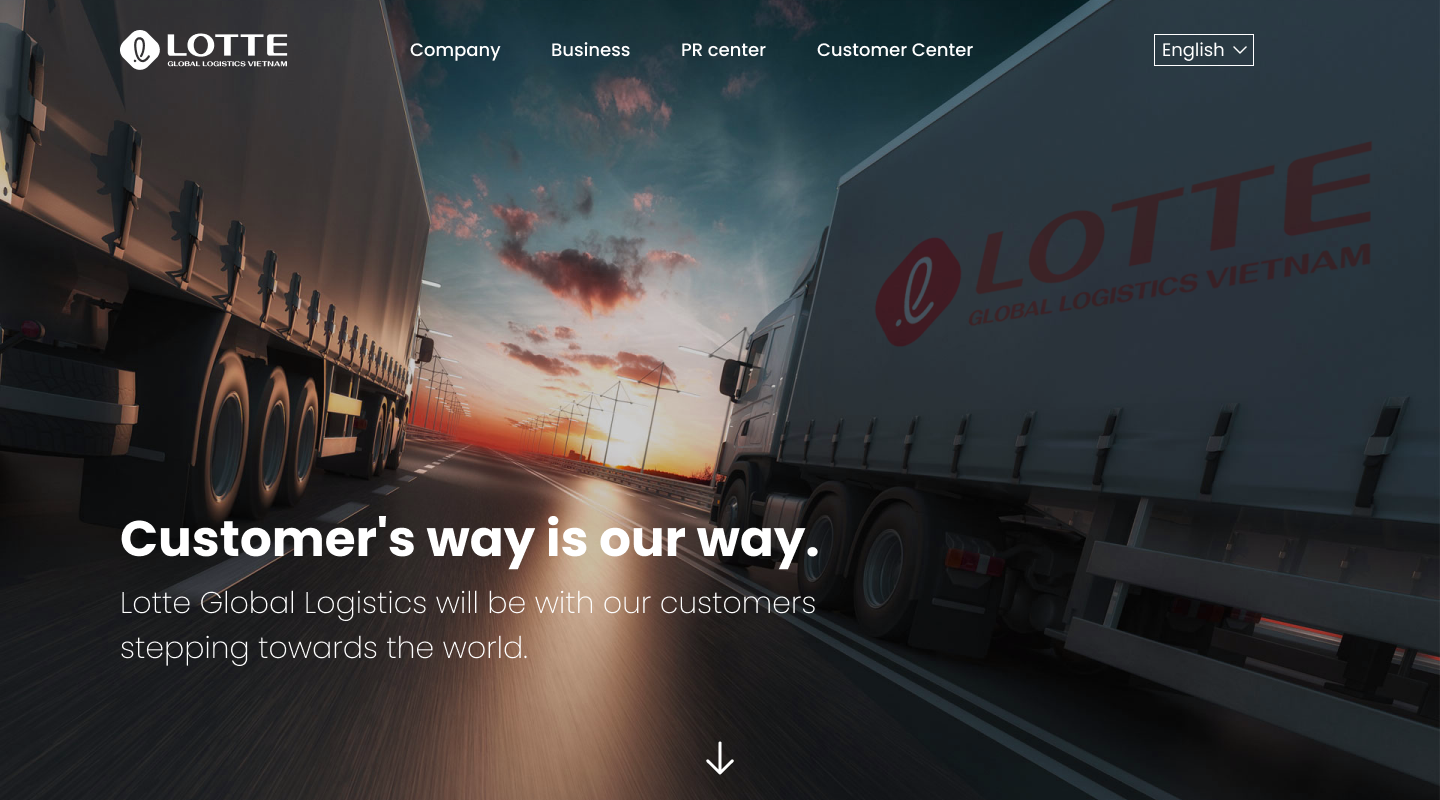 LOTTE
GLOBAL LOGISTICS VIETNAM
Company
Business
PR center
Customer Center
English
LOTTE
GLOBAL LOGISTICS VIETNAM
Customer's way is our way.
Lotte Global Logistics will be with our customers
stepping towards the world.